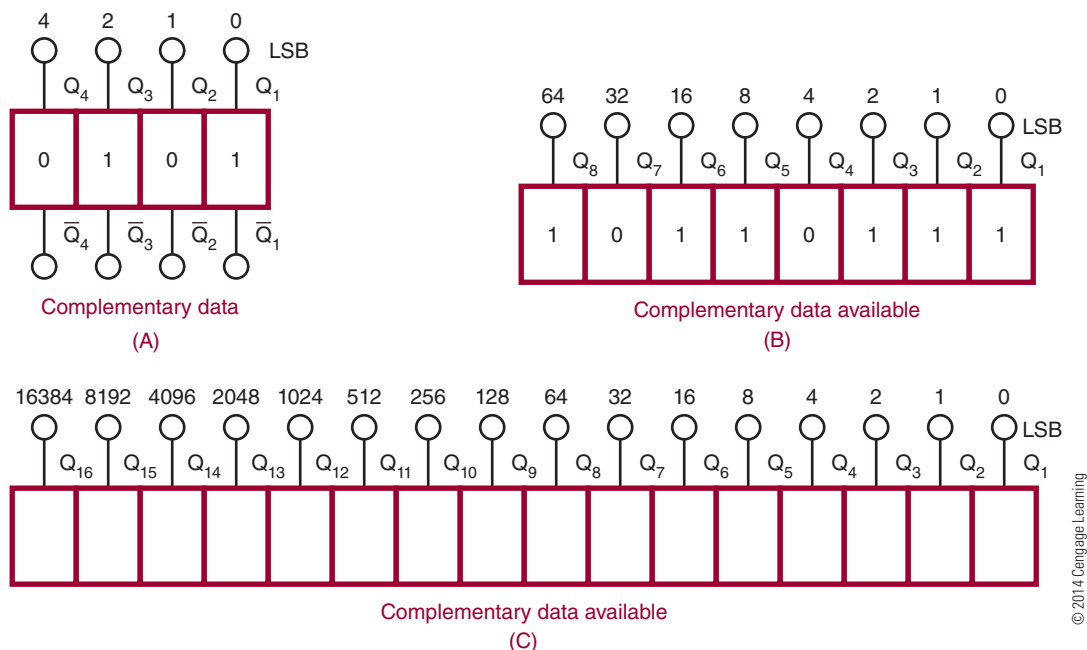 4 2 1 0
LSB
Q4 Q3 Q2 Q1
0 1 0 1
Q̅4 Q̅3 Q̅2 Q̅1
Complementary data
(A)
64 32 16 8 4 2 1 0
LSB
Q8 Q7 Q6 Q5 Q4 Q3 Q2 Q1
1 0 1 1 0 1 1 1
Complementary data available
(B)
16384 8192 4096 2048 1024 512 256 128 64 32 16 8 4 2 1 0
LSB
Q16 Q15 Q14 Q13 Q12 Q11 Q10 Q9 Q8 Q7 Q6 Q5 Q4 Q3 Q2 Q1
Complementary data available
(C)
© 2014 Cengage Learning